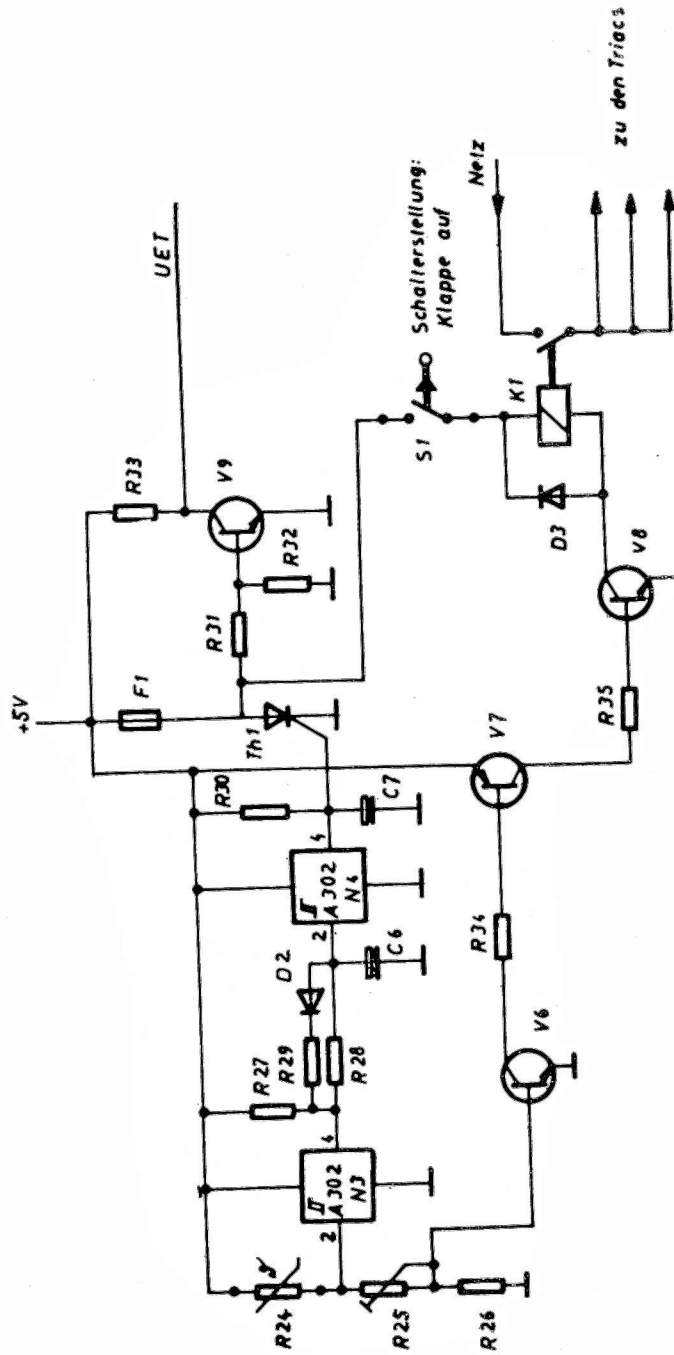 +5V
R33
UET
F1
V9
R31
R32
Th1
R30
4
C7
A 302
N4
2
D2
C6
R27
R29
R28
4
A 302
N3
2
R24
ϑ
R25
R26
V6
R34
V7
R35
V8
D3
K1
S1
Schalterstellung:
Klappe auf
Netz
zu den Triacs